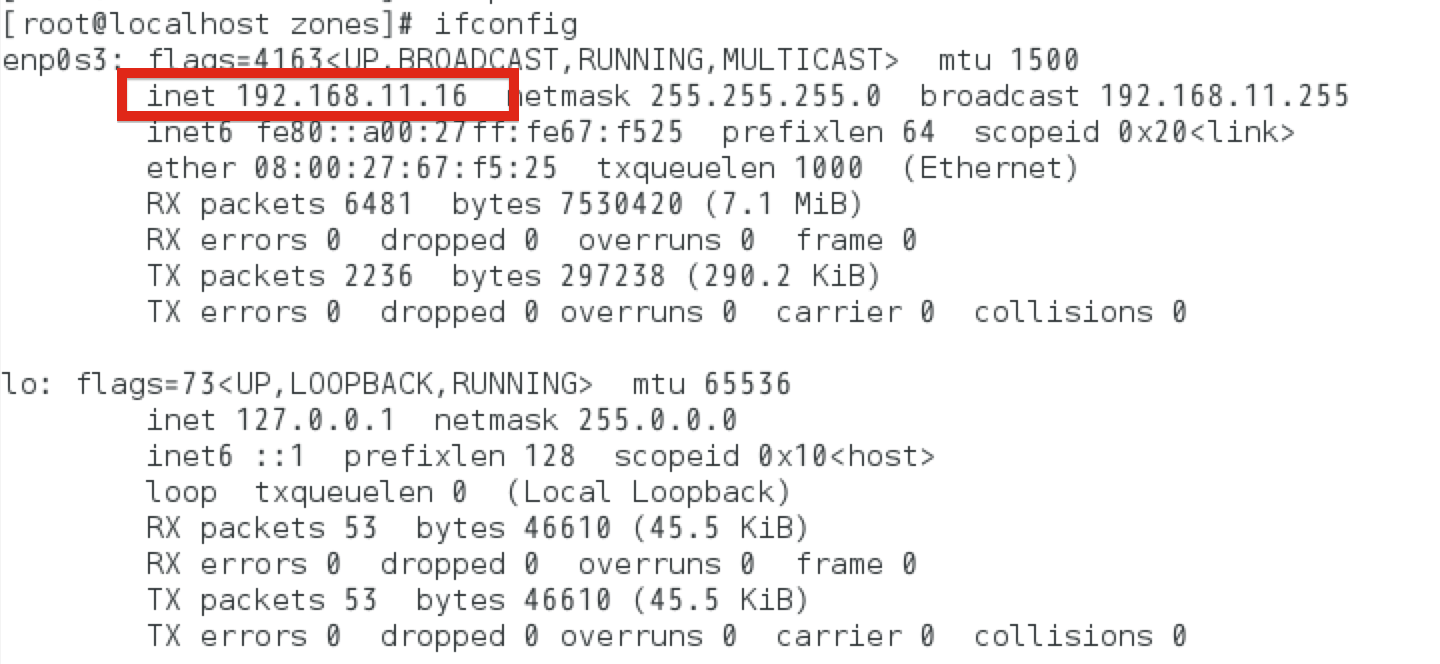 [root@localhost zones]# ifconfig
enp0s3: flags=4163<UP,BROADCAST,RUNNING,MULTICAST>  mtu 1500
        inet 192.168.11.16  netmask 255.255.255.0  broadcast 192.168.11.255
        inet6 fe80::a00:27ff:fe67:f525  prefixlen 64  scopeid 0x20<link>
        ether 08:00:27:67:f5:25  txqueuelen 1000  (Ethernet)
        RX packets 6481  bytes 7530420 (7.1 MiB)
        RX errors 0  dropped 0  overruns 0  frame 0
        TX packets 2236  bytes 297238 (290.2 KiB)
        TX errors 0  dropped 0 overruns 0  carrier 0  collisions 0

lo: flags=73<UP,LOOPBACK,RUNNING>  mtu 65536
        inet 127.0.0.1  netmask 255.0.0.0
        inet6 ::1  prefixlen 128  scopeid 0x10<host>
        loop  txqueuelen 0  (Local Loopback)
        RX packets 53  bytes 46610 (45.5 KiB)
        RX errors 0  dropped 0  overruns 0  frame 0
        TX packets 53  bytes 46610 (45.5 KiB)
        TX errors 0  dropped 0 overruns 0  carrier 0  collisions 0